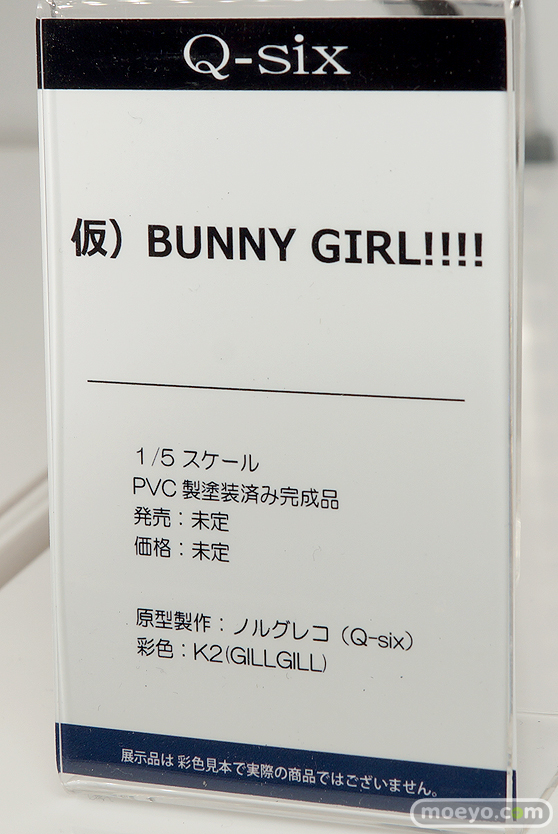 Q-six
仮）BUNNY GIRL!!!!
1/5 スケール
PVC 製塗装済み完成品
発売：未定
価格：未定
原型製作：ノルグレコ（Q-six）
彩色：K2(GILLGILL)
展示品は彩色見本で実際の商品ではございません。
moeyo.com